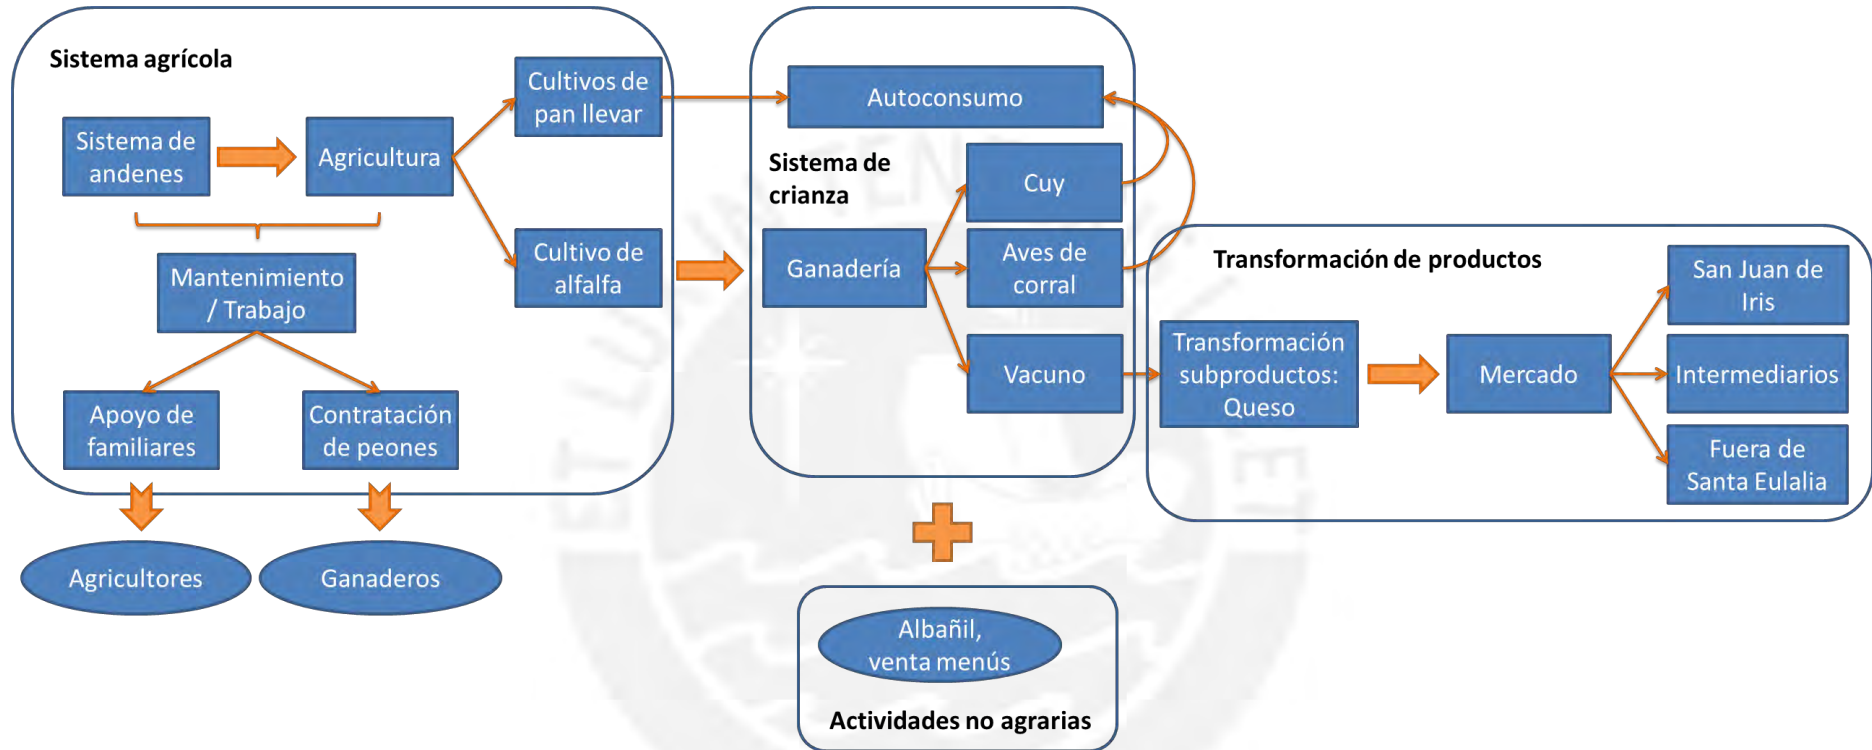 Sistema agrícola
Sistema de
andenes
Agricultura
Cultivos de
pan llevar
Cultivo de
alfalfa
Mantenimiento
/ Trabajo
Apoyo de
familiares
Contratación
de peones
Agricultores
Ganaderos
Autoconsumo
Sistema de
crianza
Ganadería
Cuy
Aves de
corral
Vacuno
Transformación de productos
Transformación
subproductos:
Queso
Mercado
San Juan de
Iris
Intermediarios
Fuera de
Santa Eulalia
Albañil,
venta menús
Actividades no agrarias